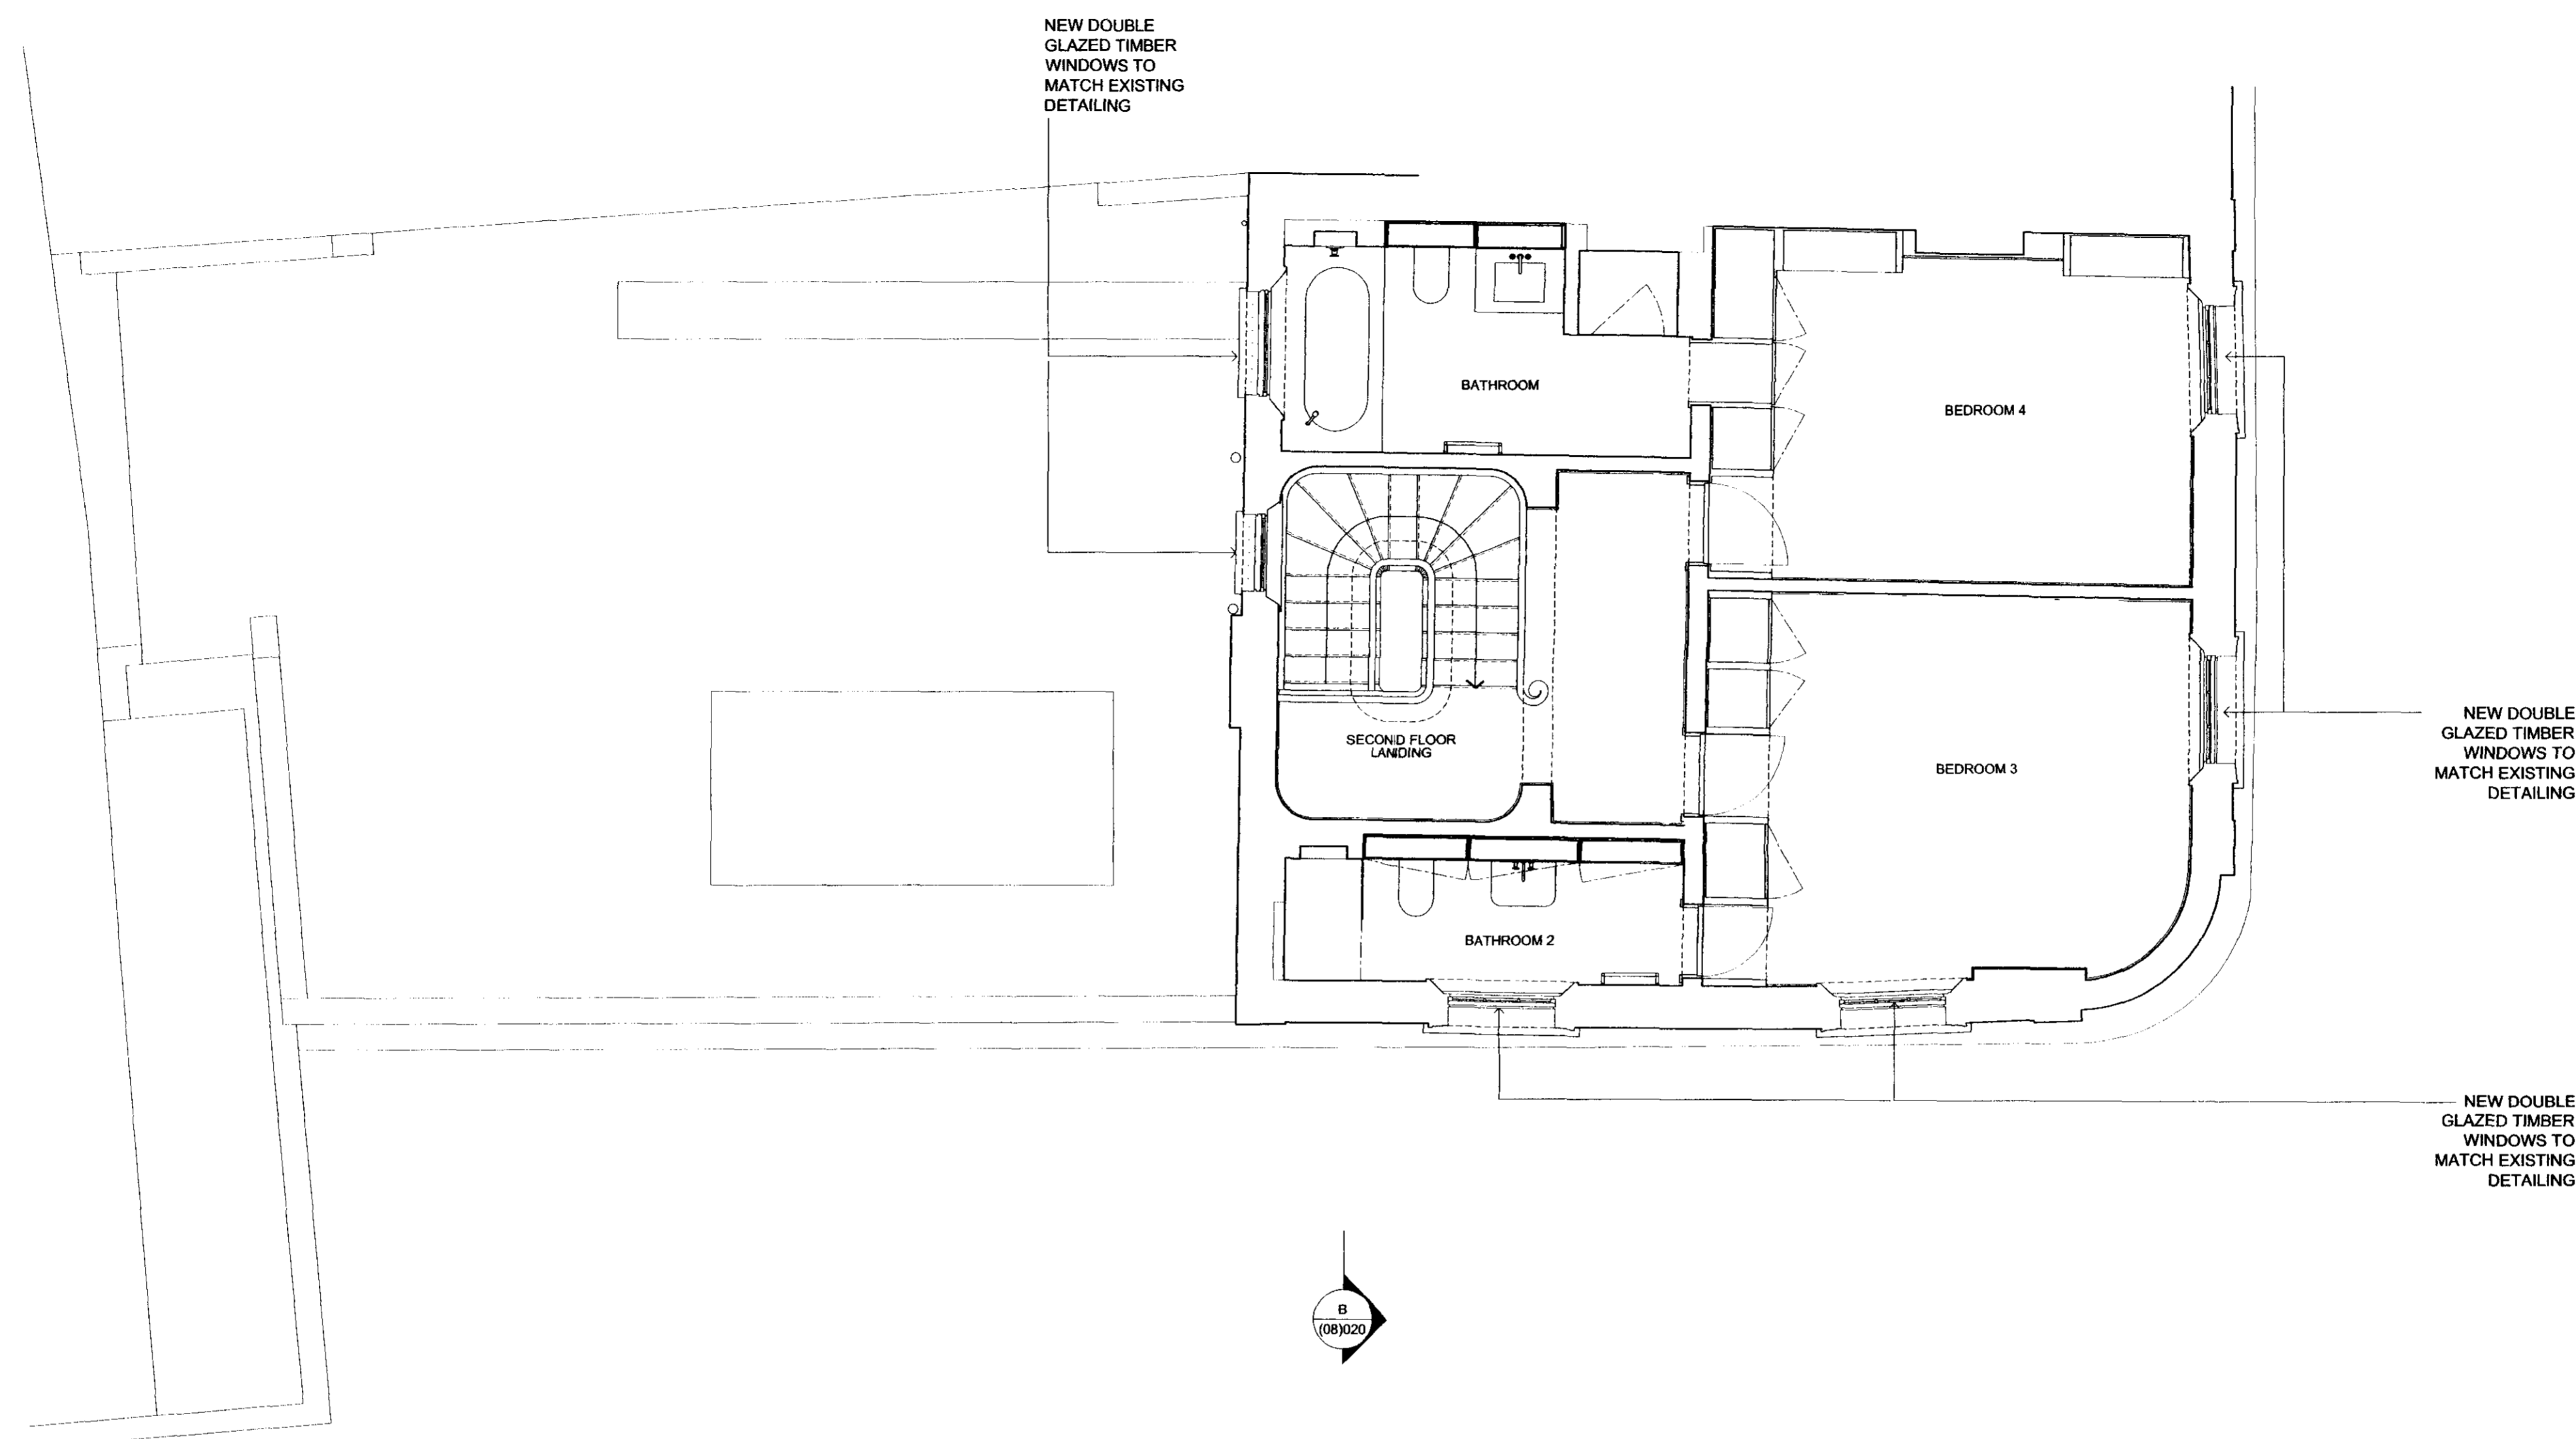 NEW DOUBLE
GLAZED TIMBER
WINDOWS TO
MATCH EXISTING
DETAILING
BATHROOM
BEDROOM 4
SECOND FLOOR
LANDING
BEDROOM 3
NEW DOUBLE
GLAZED TIMBER
WINDOWS TO
MATCH EXISTING
DETAILING
BATHROOM 2
NEW DOUBLE
GLAZED TIMBER
WINDOWS TO
MATCH EXISTING
DETAILING
B
(08)020